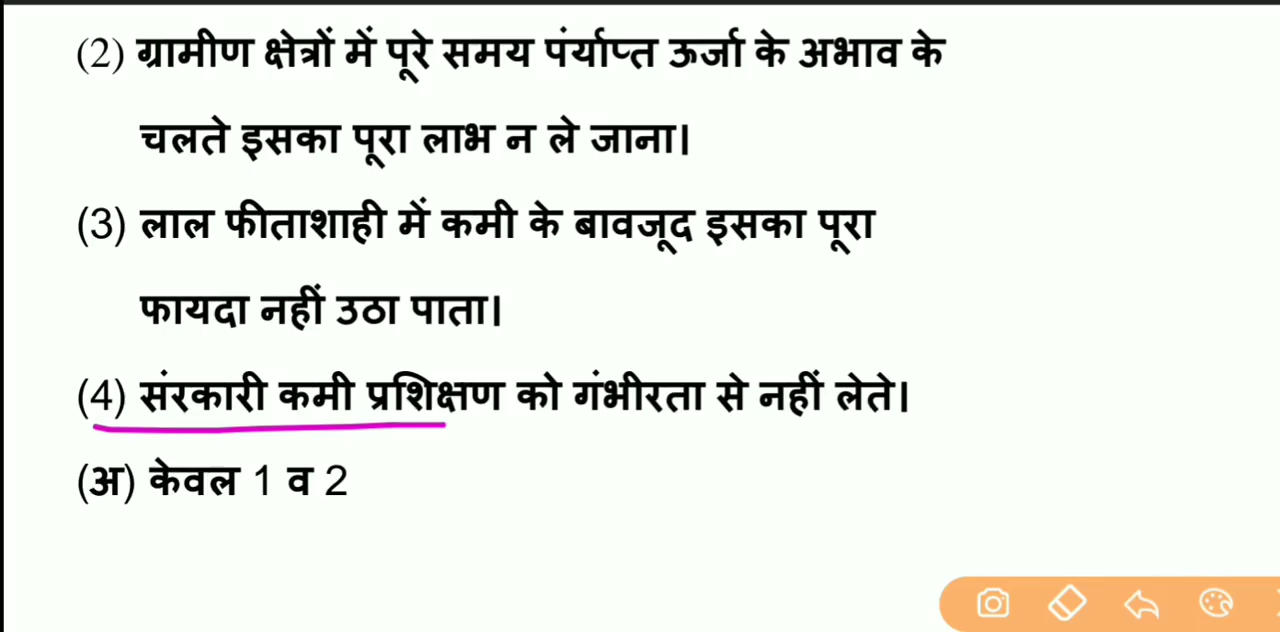 (2) ग्रामीण क्षेत्रों में पूरे समय पंर्याप्त ऊर्जा के अभाव के
चलते इसका पूरा लाभ न ले जाना।
(3) लाल फीताशाही में कमी के बावजूद इसका पूरा
फायदा नहीं उठा पाता।
(4) संरकारी कमी प्रशिक्षण को गंभीरता से नहीं लेते।
(अ) केवल 1 व 2